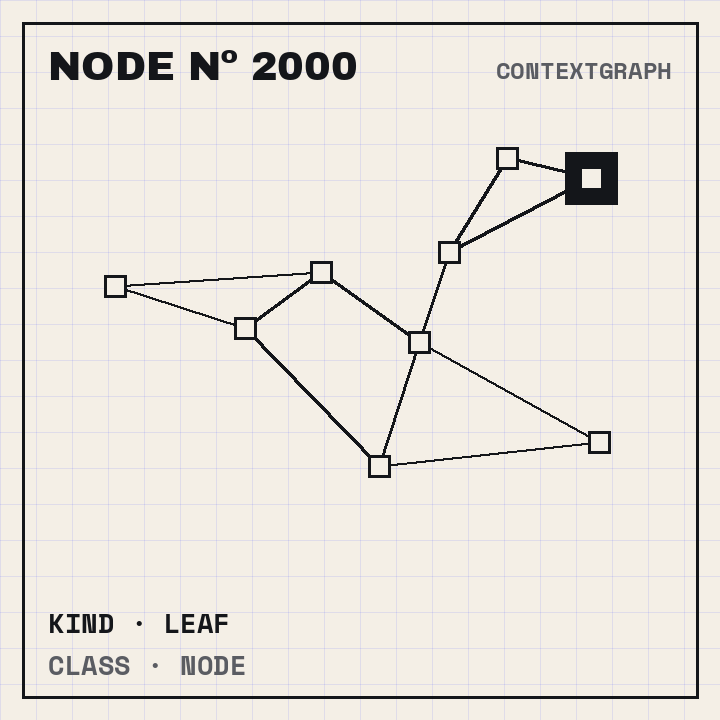 NODE Nº 2000
CONTEXTGRAPH
KIND · LEAF
CLASS · NODE